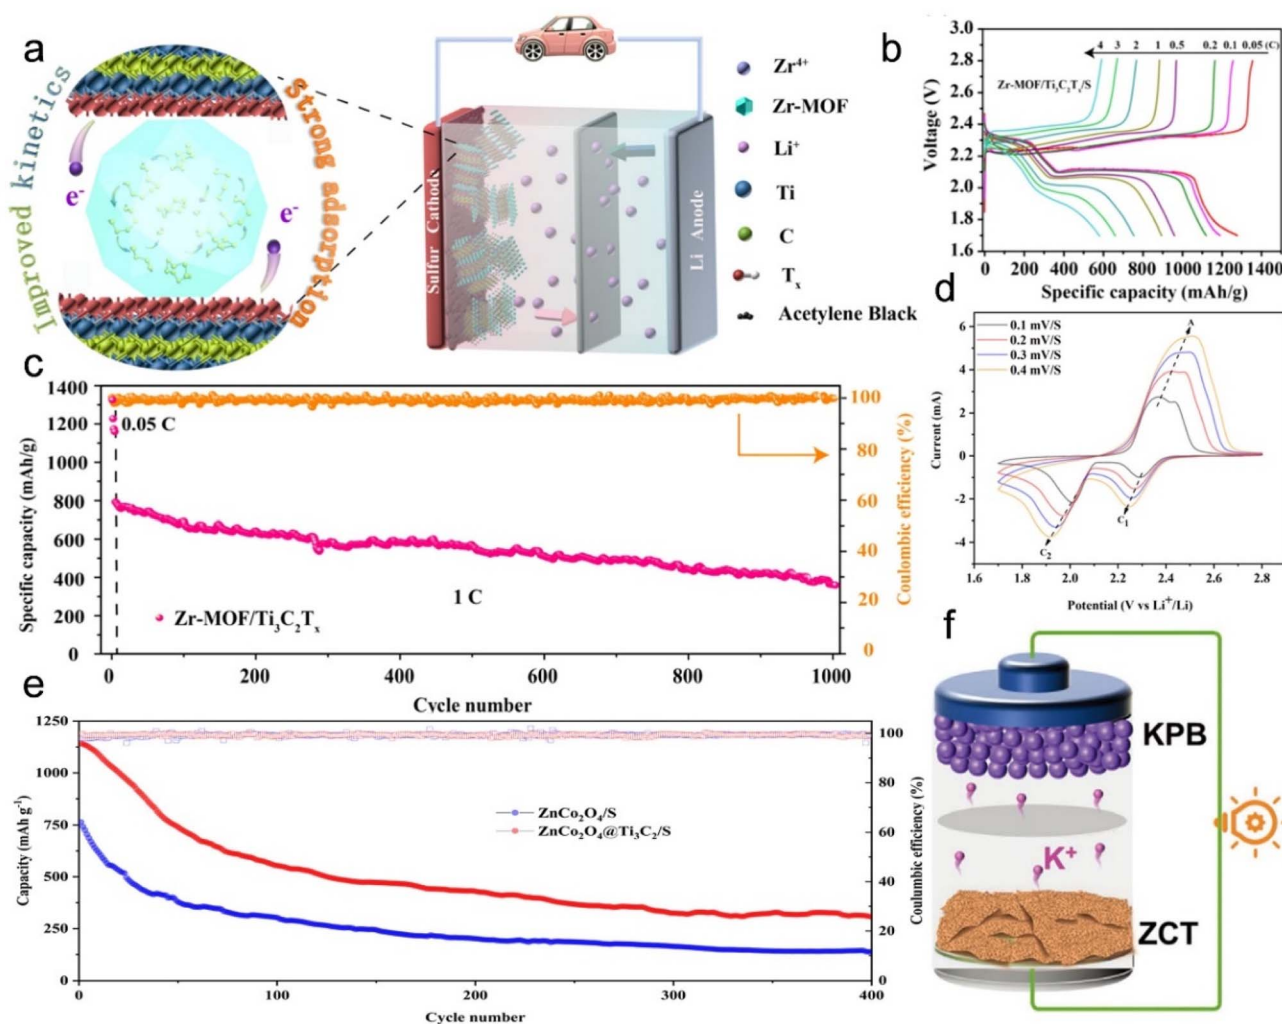 a
Improved kinetics
Strong adsorption
e-
e-
Sulfur Cathode
Li Anode
Zr4+
Zr-MOF
Li+
Ti
C
Tx
Acetylene Black
b
3.0
2.8
2.6
2.4
2.2
2.0
1.8
1.6
Voltage (V)
4 3 2 1 0.5 0.2 0.1 0.05 (C)
Zr-MOF/Ti3C2Tx/S
0 200 400 600 800 1000 1200 1400
Specific capacity (mAh/g)
c
1400
1300
1200
1000
800
600
400
200
0
Specific capacity (mAh/g)
0.05 C
1 C
Zr-MOF/Ti3C2Tx
100
80
60
40
20
0
Coulombic efficiency (%)
0 200 400 600 800 1000
Cycle number
d
6
4
2
0
-2
-4
Current (mA)
0.1 mV/S
0.2 mV/S
0.3 mV/S
0.4 mV/S
A
C1
C2
1.6 1.8 2.0 2.2 2.4 2.6 2.8
Potential (V vs Li+/Li)
e
1250
1000
750
500
250
0
Capacity (mAh g-1)
ZnCo2O4/S
ZnCo2O4@Ti3C2/S
100
80
60
40
20
0
Couloumbic efficiency (%)
0 100 200 300 400
Cycle number
f
KPB
K+
ZCT